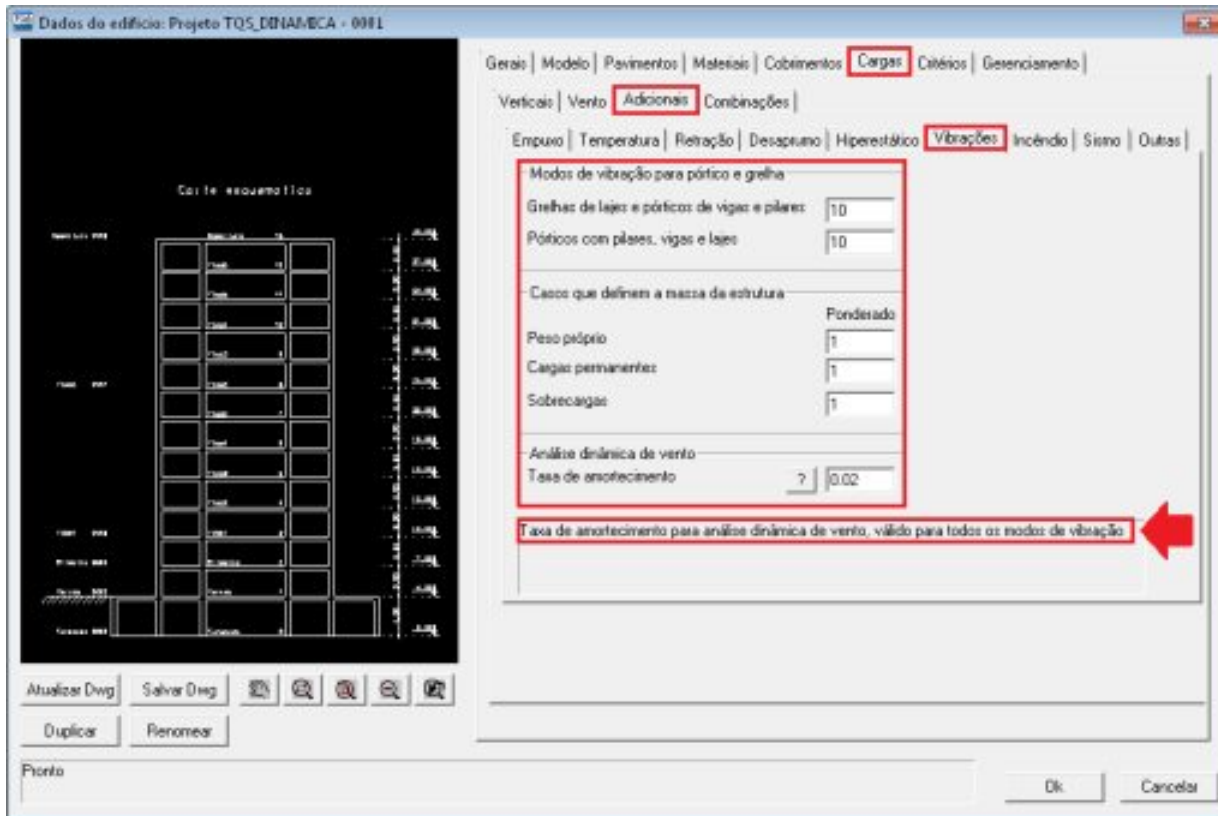 Dados do edifício: Projeto TQS_DINAMICA - 0001
Gerais | Modelo | Pavimentos | Materiais | Cobrimentos | Cargas | Critérios | Gerenciamento |
Verticais | Vento | Adicionais | Combinações |
Empuxo | Temperatura | Retração | Desaprumo | Hiperestático | Vibrações | Incêndio | Sismo | Outras |
Modos de vibração para pórtico e grelha
Grelhas de lajes e pórticos de vigas e pilares 10
Pórticos com pilares, vigas e lajes 10
Casos que definem a massa da estrutura
Ponderado
Peso próprio 1
Cargas permanentes 1
Sobrecargas 1
Análise dinâmica de vento
Taxa de amortecimento ? 0.02
Taxa de amortecimento para análise dinâmica de vento, válido para todos os modos de vibração
Corte esquematico
Atualizar Dwg Salvar Dwg
Duplicar Renomear
Pronto
Ok Cancelar